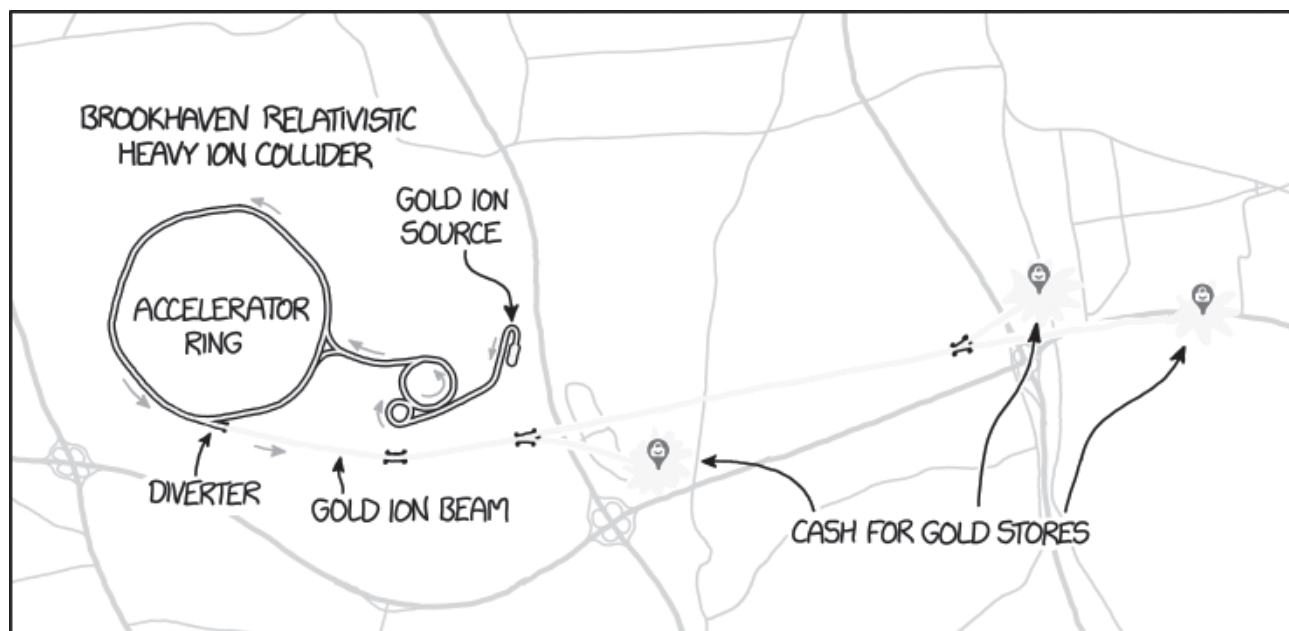 BROOKHAVEN RELATIVISTIC
HEAVY ION COLLIDER
GOLD ION
SOURCE
ACCELERATOR
RING
DIVERTER
GOLD ION BEAM
CASH FOR GOLD STORES